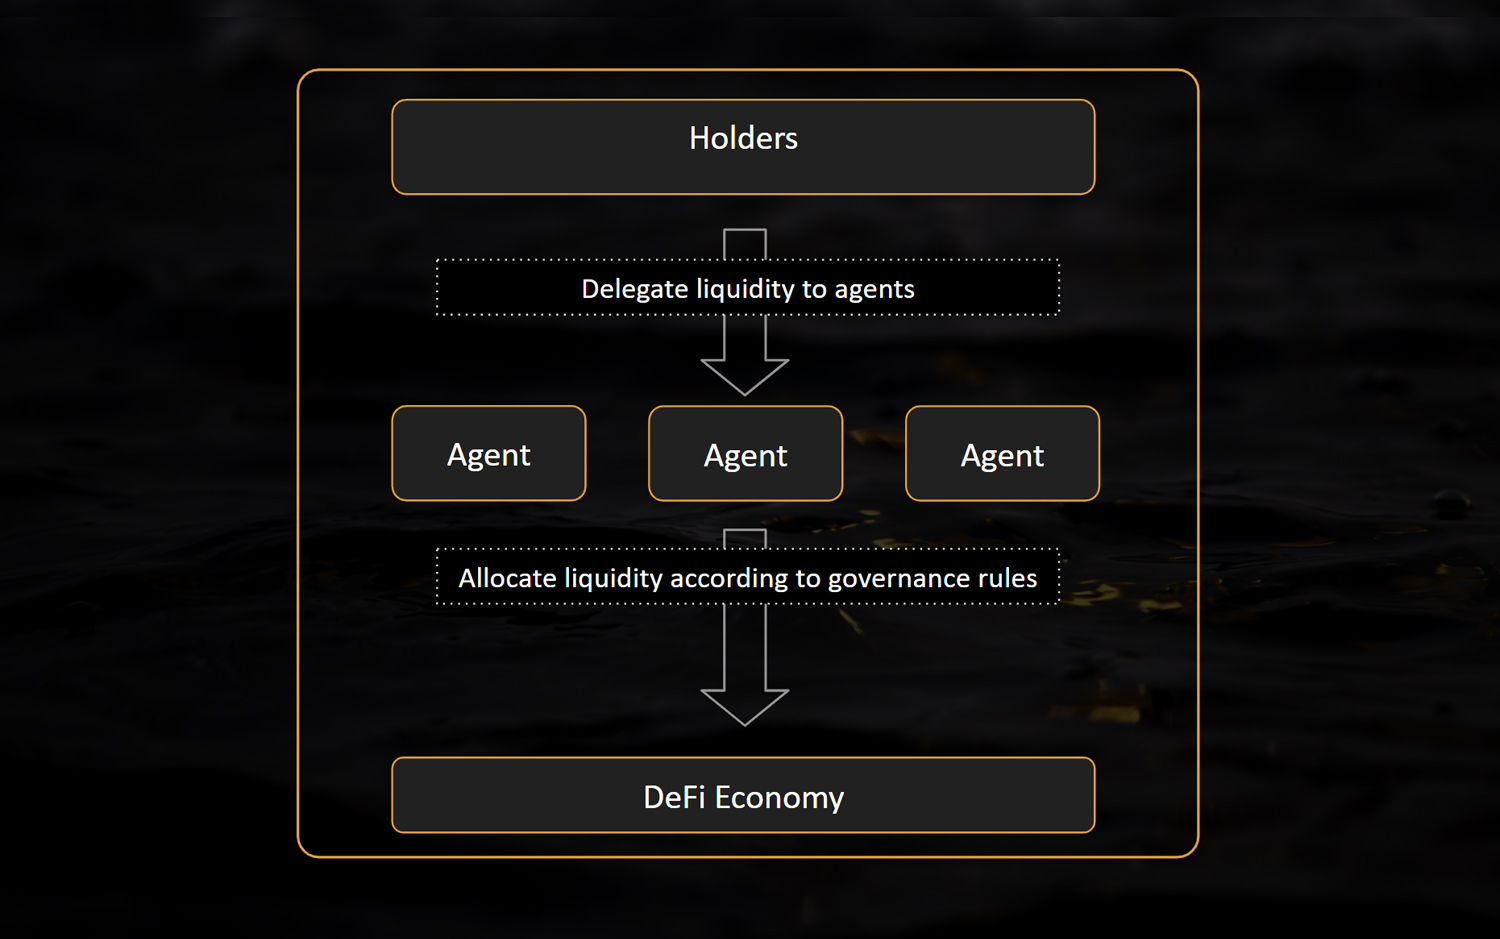 Holders
Delegate liquidity to agents
Agent
Agent
Agent
Allocate liquidity according to governance rules
DeFi Economy